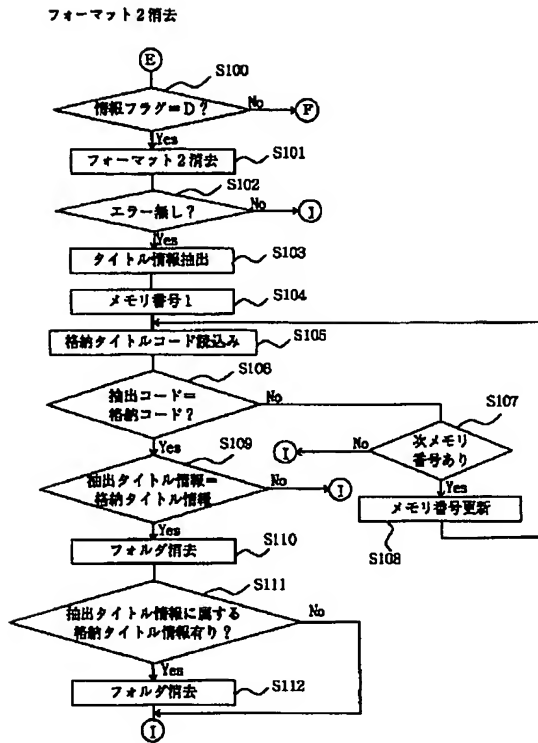 フォーマット2消去
E
S100
情報フラグ=D?
No
F
Yes
フォーマット2消去
S101
S102
エラー無し?
No
I
Yes
タイトル情報抽出
S103
メモリ番号1
S104
格納タイトルコード読込み
S105
S106
抽出コード=
格納コード?
No
S107
次メモリ
番号あり
No
I
Yes
メモリ番号更新
S108
Yes
S109
抽出タイトル情報=
格納タイトル情報
No
I
Yes
フォルダ消去
S110
S111
抽出タイトル情報に属する
格納タイトル情報有り?
No
Yes
フォルダ消去
S112
I